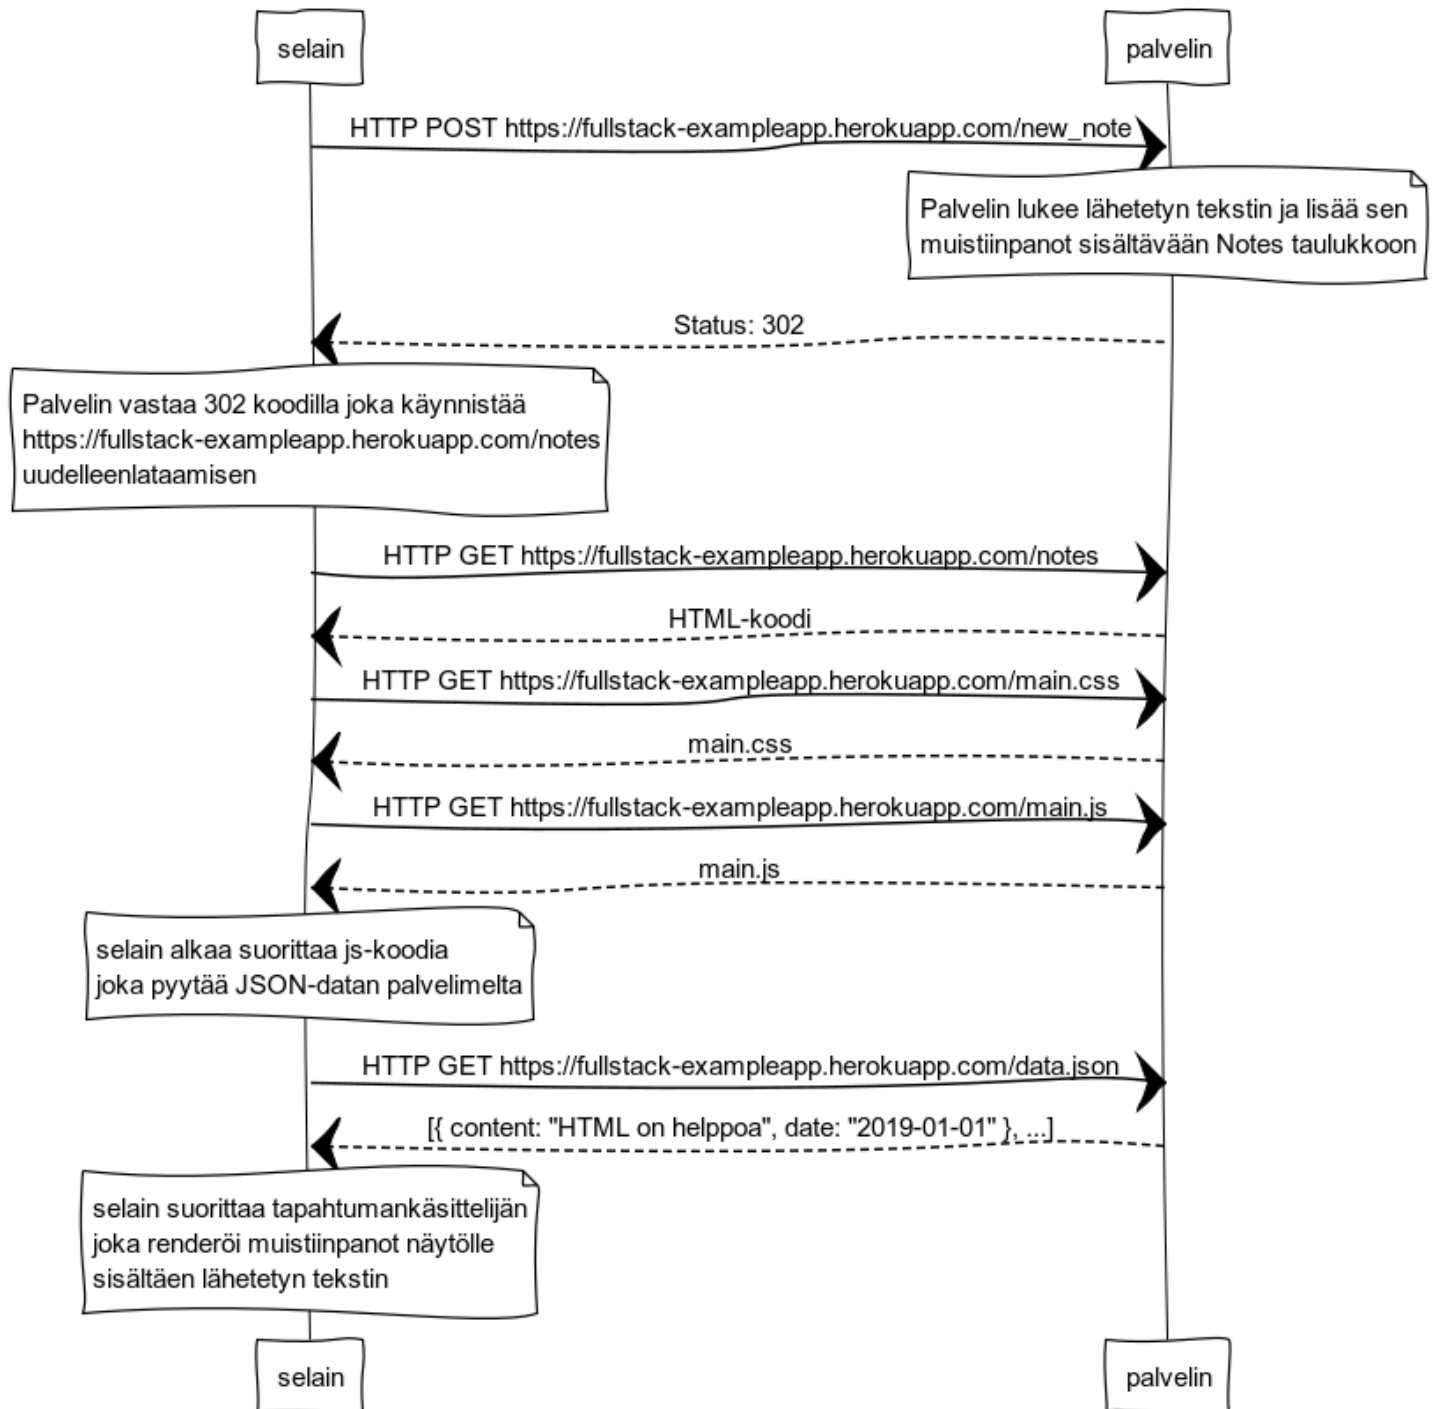 selain
palvelin
HTTP POST https://fullstack-exampleapp.herokuapp.com/new_note
Palvelin lukee lähetetyn tekstin ja lisää sen
muistiinpanot sisältävään Notes taulukkoon
Status: 302
Palvelin vastaa 302 koodilla joka käynnistää
https://fullstack-exampleapp.herokuapp.com/notes
uudelleenlataamisen
HTTP GET https://fullstack-exampleapp.herokuapp.com/notes
HTML-koodi
HTTP GET https://fullstack-exampleapp.herokuapp.com/main.css
main.css
HTTP GET https://fullstack-exampleapp.herokuapp.com/main.js
main.js
selain alkaa suorittaa js-koodia
joka pyytää JSON-datan palvelimelta
HTTP GET https://fullstack-exampleapp.herokuapp.com/data.json
[{ content: "HTML on helppoa", date: "2019-01-01" }, ...]
selain suorittaa tapahtumankäsittelijän
joka renderöi muistiinpanot näytölle
sisältäen lähetetyn tekstin
selain
palvelin